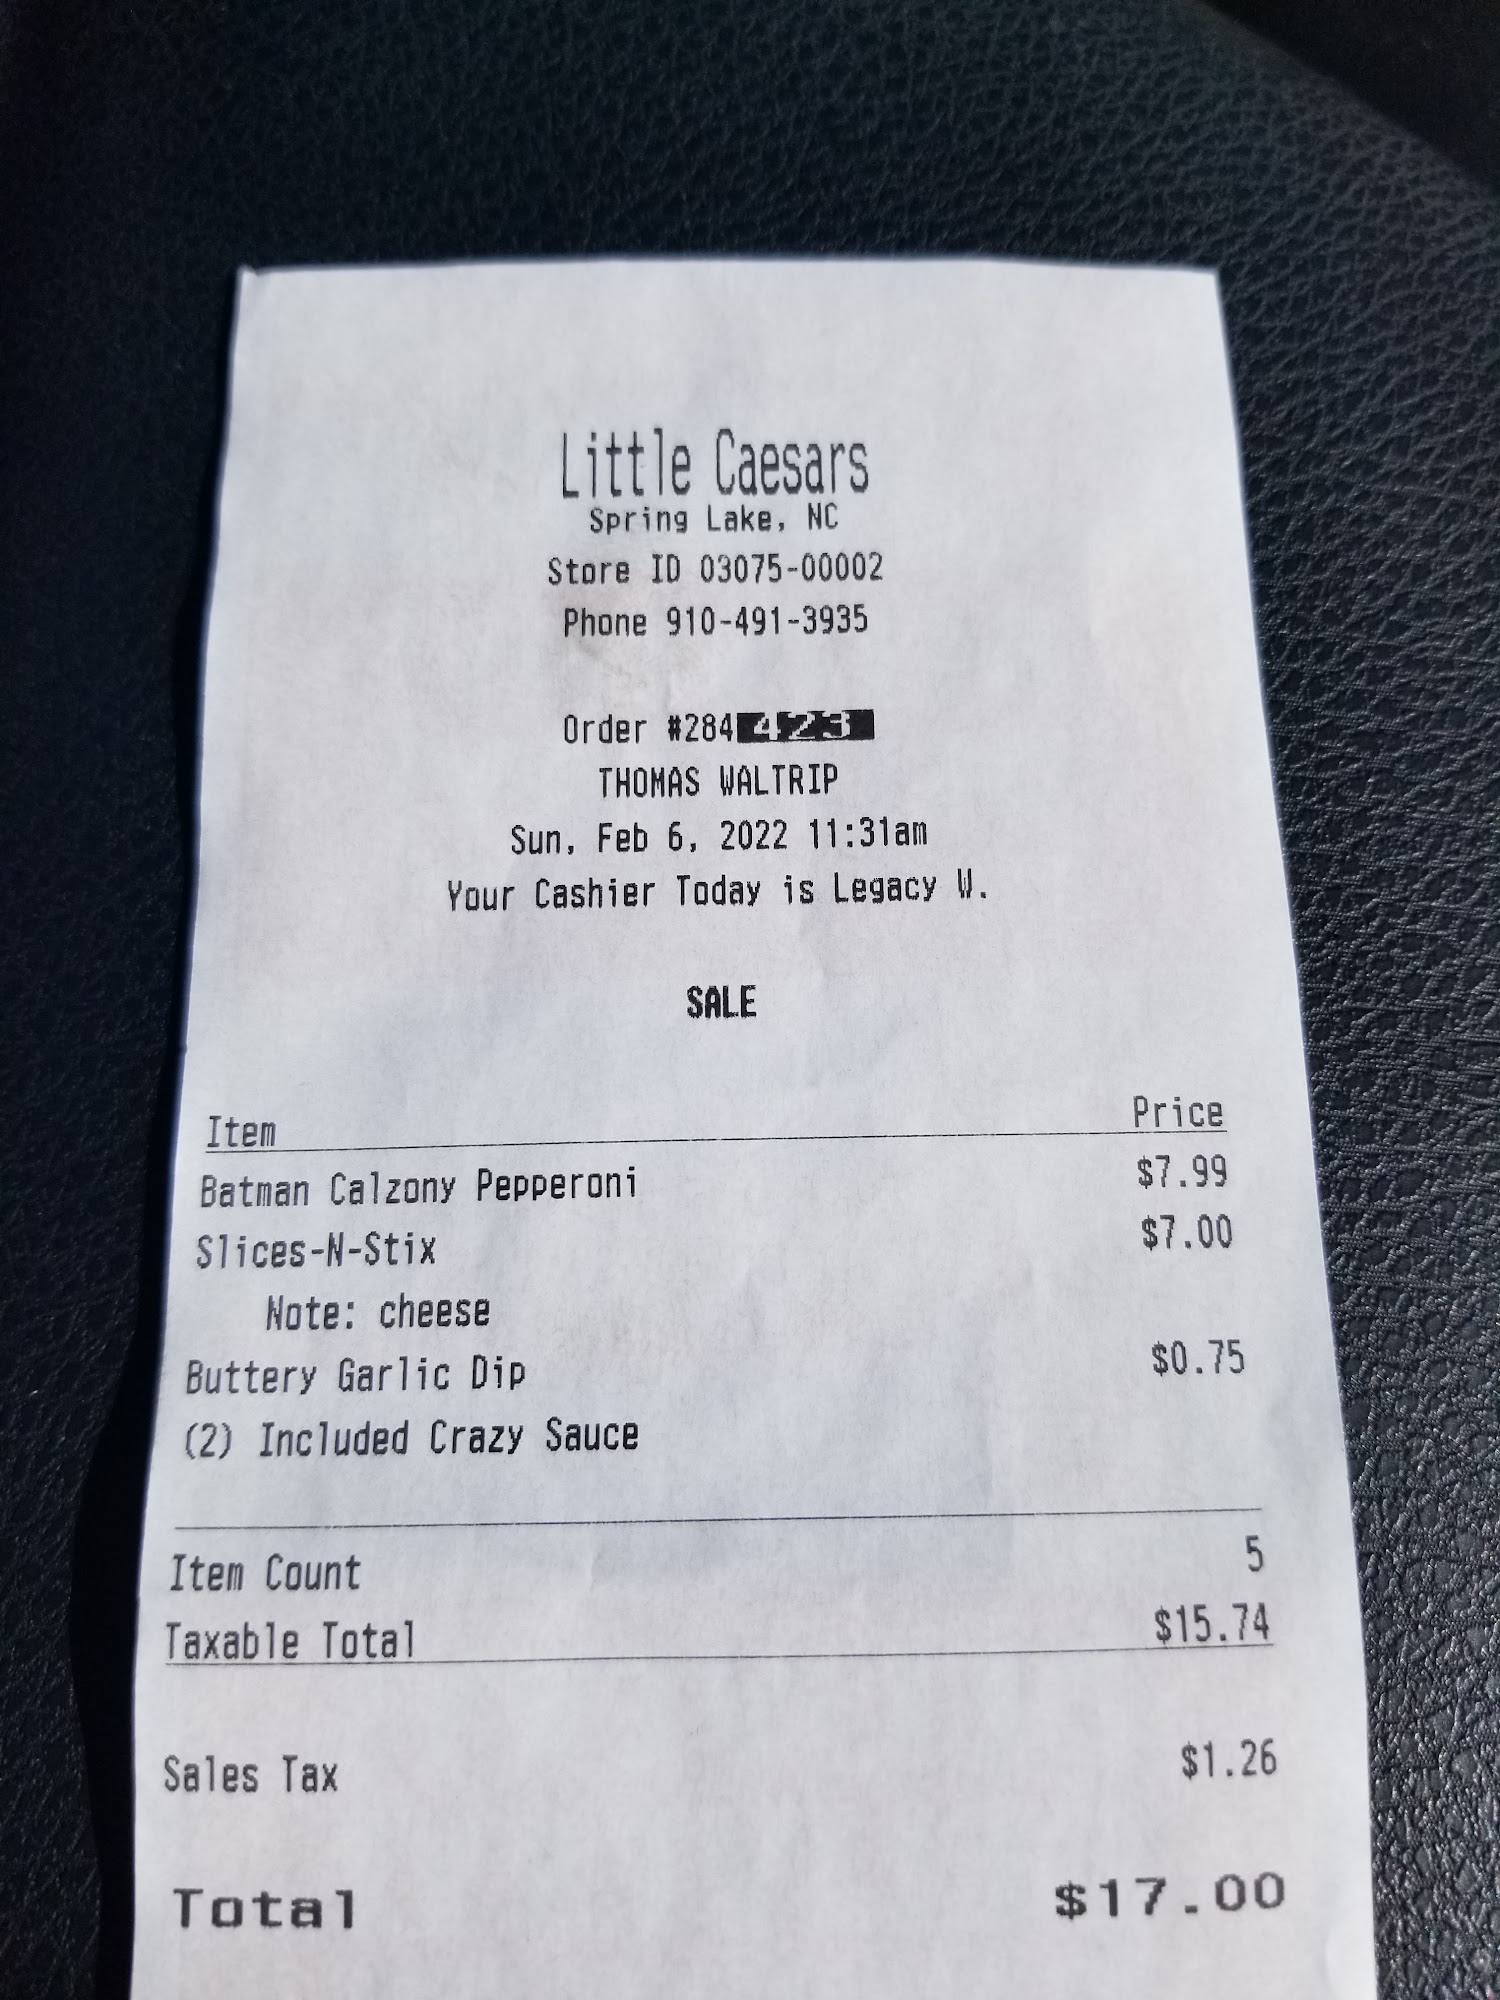 Little Caesars
Spring Lake, NC
Store ID 03075-00002
Phone 910-491-3935
Order #284423
THOMAS WALTRIP
Sun, Feb 6, 2022 11:31am
Your Cashier Today is Legacy W.
SALE
Item Price
Batman Calzony Pepperoni $7.99
Slices-N-Stix $7.00
Note: cheese
Buttery Garlic Dip $0.75
(2) Included Crazy Sauce
Item Count 5
Taxable Total $15.74
Sales Tax $1.26
Total $17.00